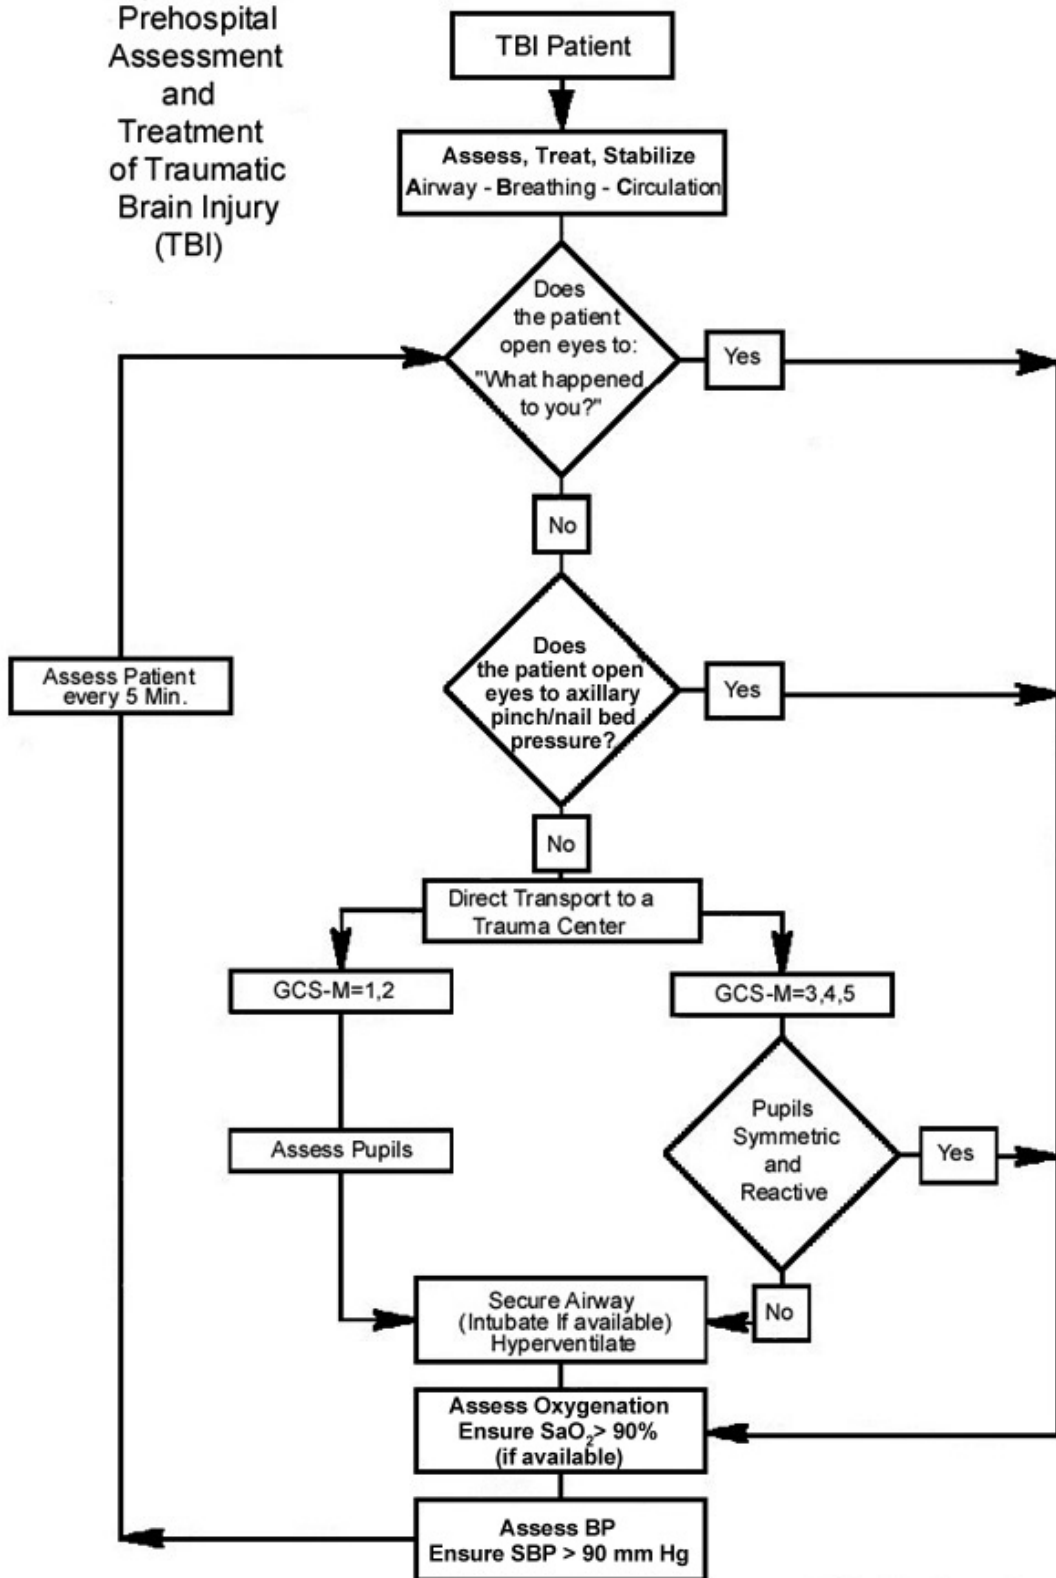 Prehospital
Assessment
and
Treatment
of Traumatic
Brain Injury
(TBI)
TBI Patient
Assess, Treat, Stabilize
Airway - Breathing - Circulation
Does
the patient
open eyes to:
"What happened
to you?"
Yes
No
Does
the patient open
eyes to axillary
pinch/nail bed
pressure?
Yes
Assess Patient
every 5 Min.
No
Direct Transport to a
Trauma Center
GCS-M=1,2
GCS-M=3,4,5
Assess Pupils
Pupils
Symmetric
and
Reactive
Yes
No
Secure Airway
(Intubate If available)
Hyperventilate
Assess Oxygenation
Ensure SaO₂> 90%
(if available)
Assess BP
Ensure SBP > 90 mm Hg